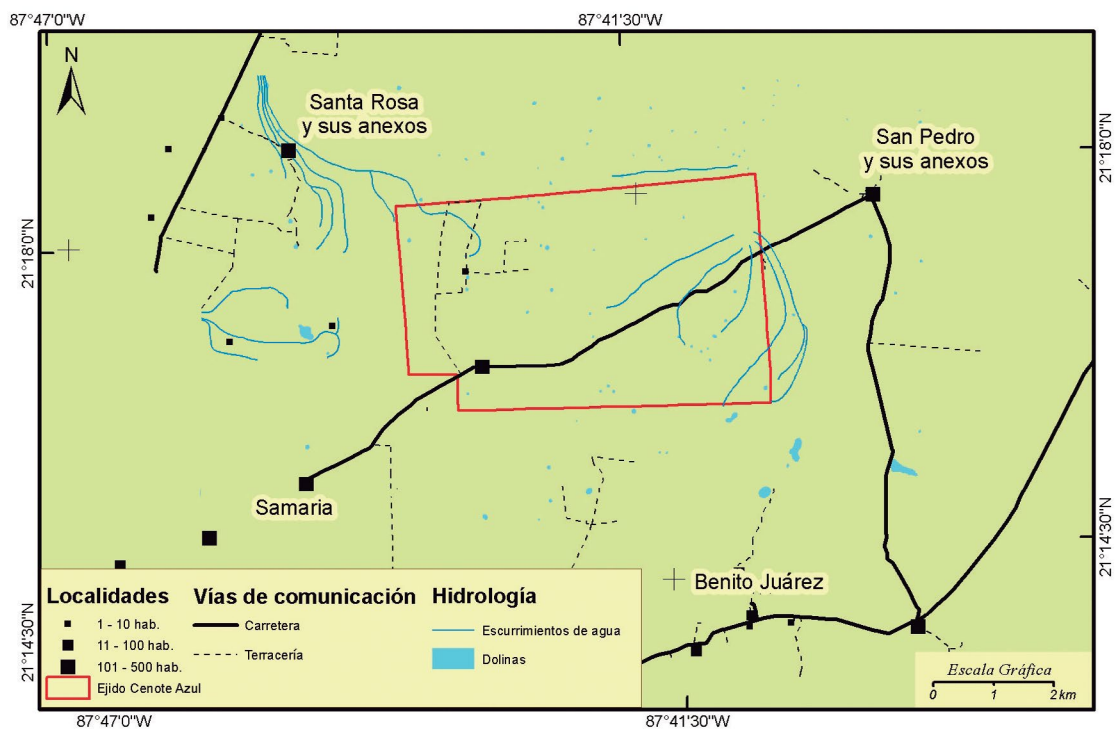 87°47'0"W
87°41'30"W
N
Santa Rosa
y sus anexos
San Pedro
y sus anexos
21°18'0"N
21°18'0"N
Samaria
Benito Juárez
21°14'30"N
21°14'30"N
Localidades
1 - 10 hab.
11 - 100 hab.
101 - 500 hab.
Ejido Cenote Azul
Vías de comunicación
Carretera
Terracería
Hidrología
Escurrimientos de agua
Dolinas
Escala Gráfica
0 1 2 km
87°47'0"W
87°41'30"W